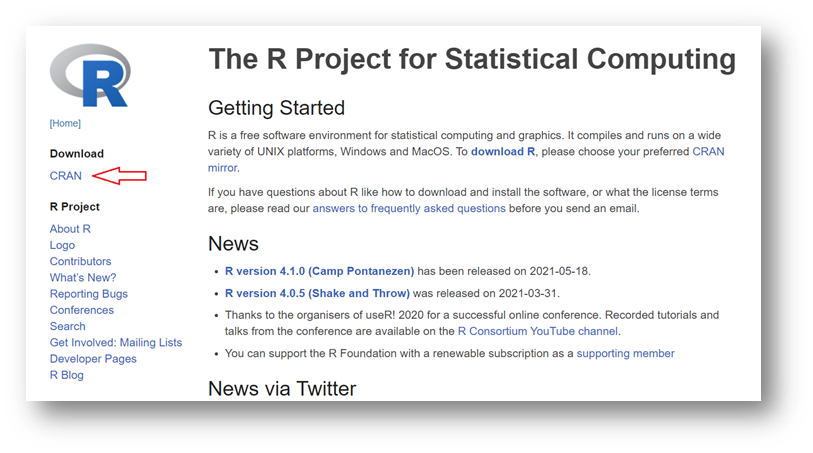 R
[Home]
Download
CRAN
R Project
About R
Logo
Contributors
What's New?
Reporting Bugs
Conferences
Search
Get Involved: Mailing Lists
Developer Pages
R Blog
The R Project for Statistical Computing
Getting Started
R is a free software environment for statistical computing and graphics. It compiles and runs on a wide
variety of UNIX platforms, Windows and MacOS. To download R, please choose your preferred CRAN
mirror.
If you have questions about R like how to download and install the software, or what the license terms
are, please read our answers to frequently asked questions before you send an email.
News
• R version 4.1.0 (Camp Pontanezen) has been released on 2021-05-18.
• R version 4.0.5 (Shake and Throw) was released on 2021-03-31.
• Thanks to the organisers of useR! 2020 for a successful online conference. Recorded tutorials and
talks from the conference are available on the R Consortium YouTube channel.
• You can support the R Foundation with a renewable subscription as a supporting member
News via Twitter